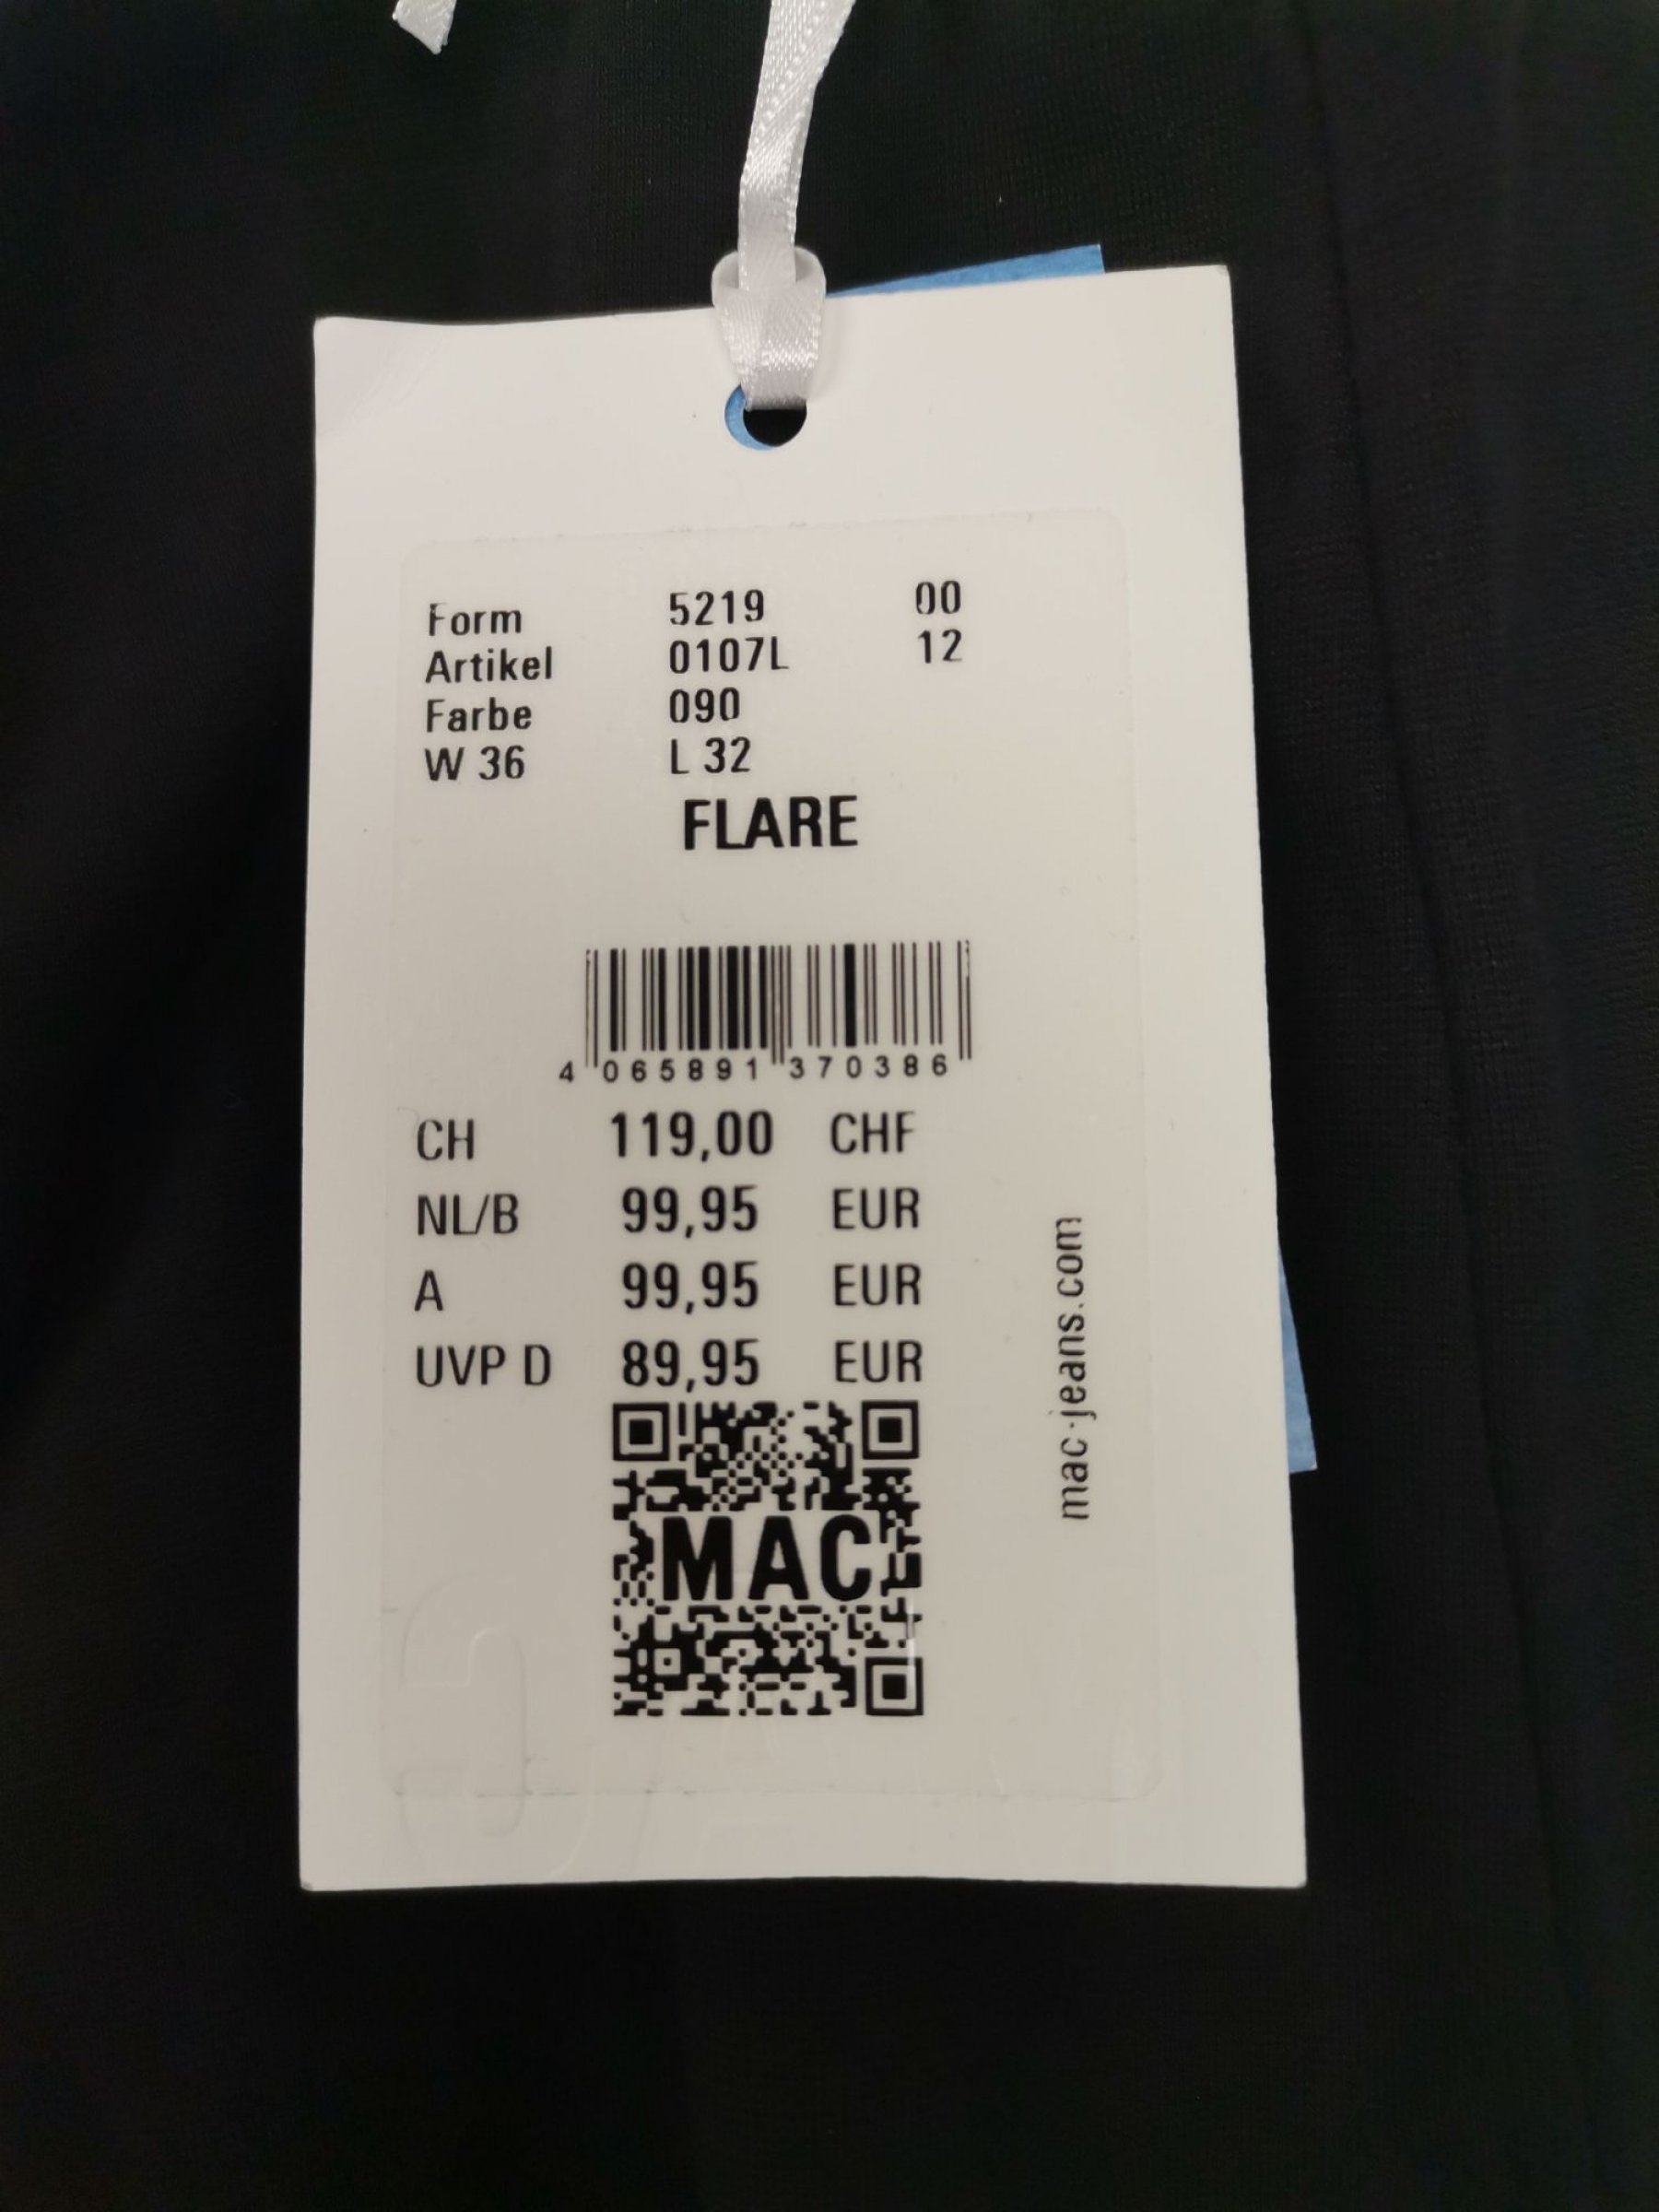 Form 5219 00
Artikel 0107L 12
Farbe 090
W 36 L 32
FLARE
4 065891 370386
CH 119,00 CHF
NL/B 99,95 EUR
A 99,95 EUR
UVP D 89,95 EUR
MAC
mac-jeans.com